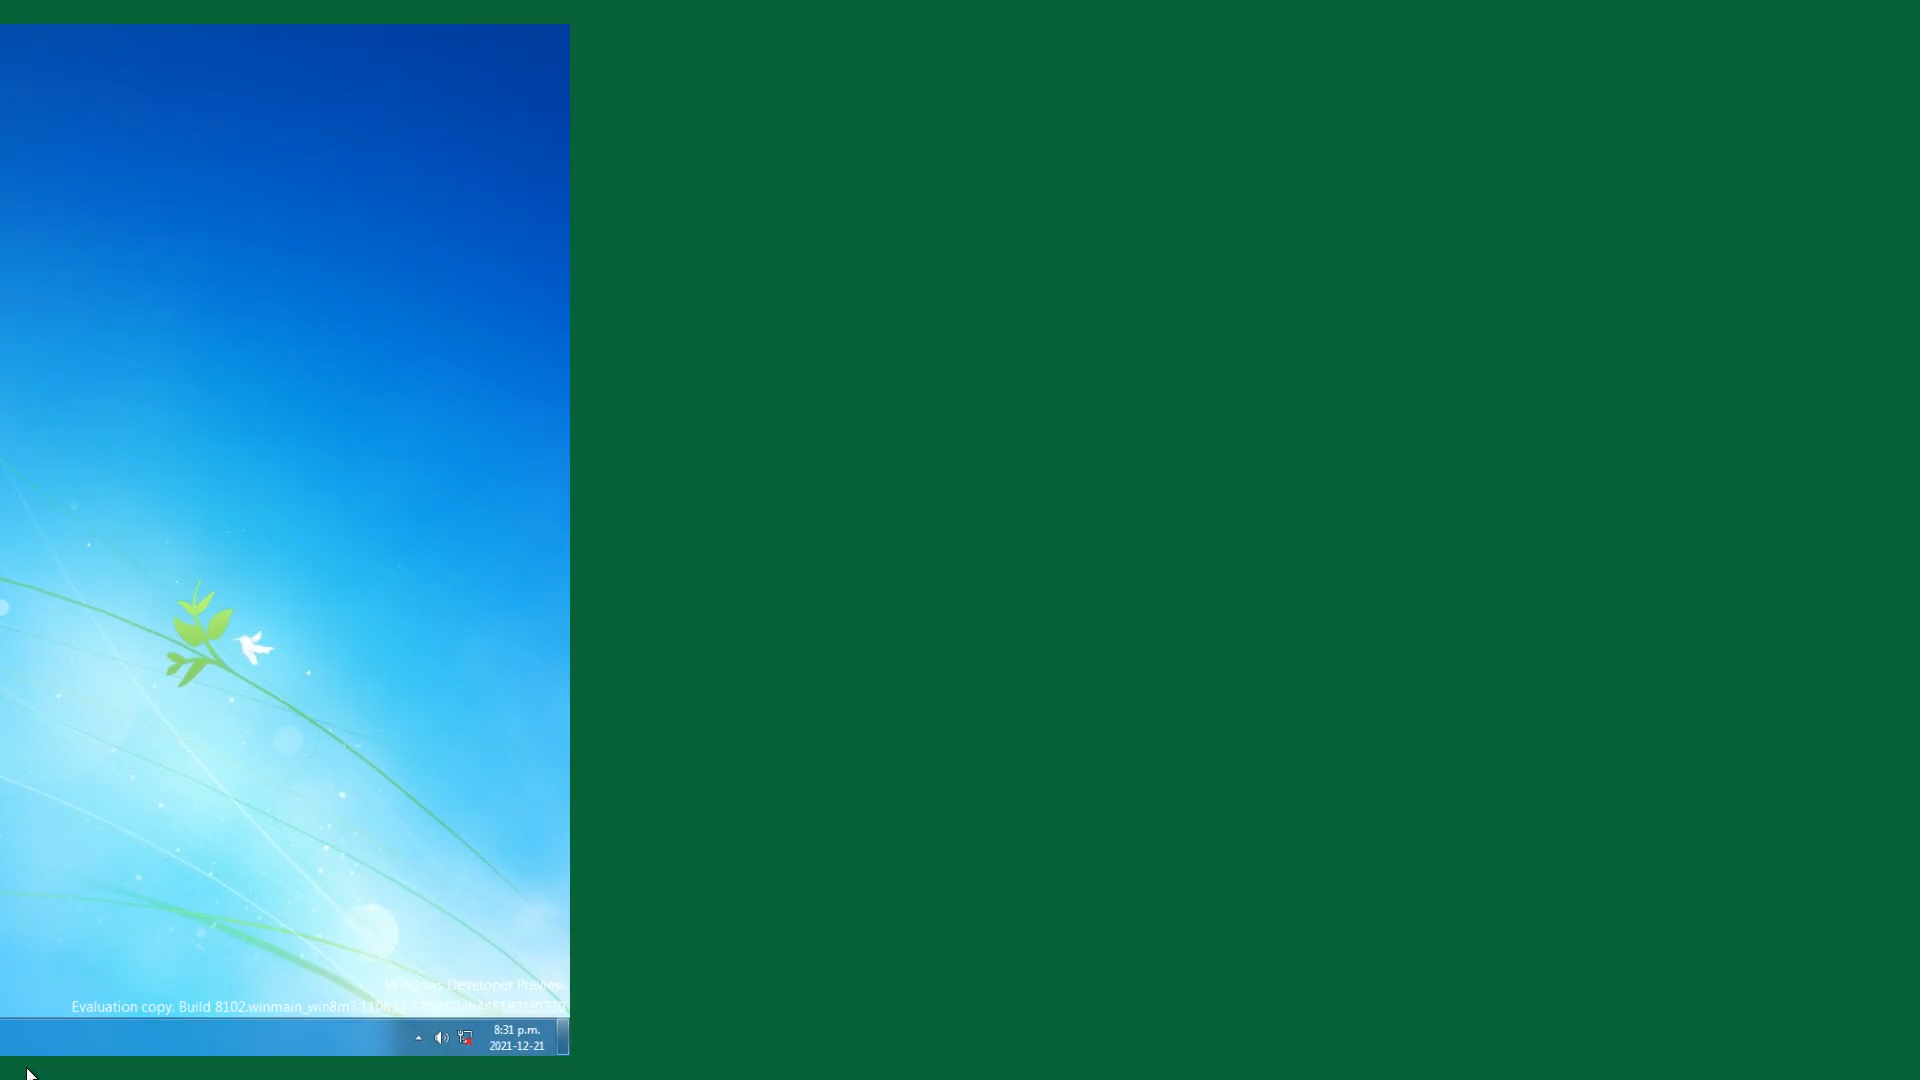 Windows Developer Preview
Evaluation copy. Build 8102.winmain_win8m3
8:31 p.m.
2021-12-21